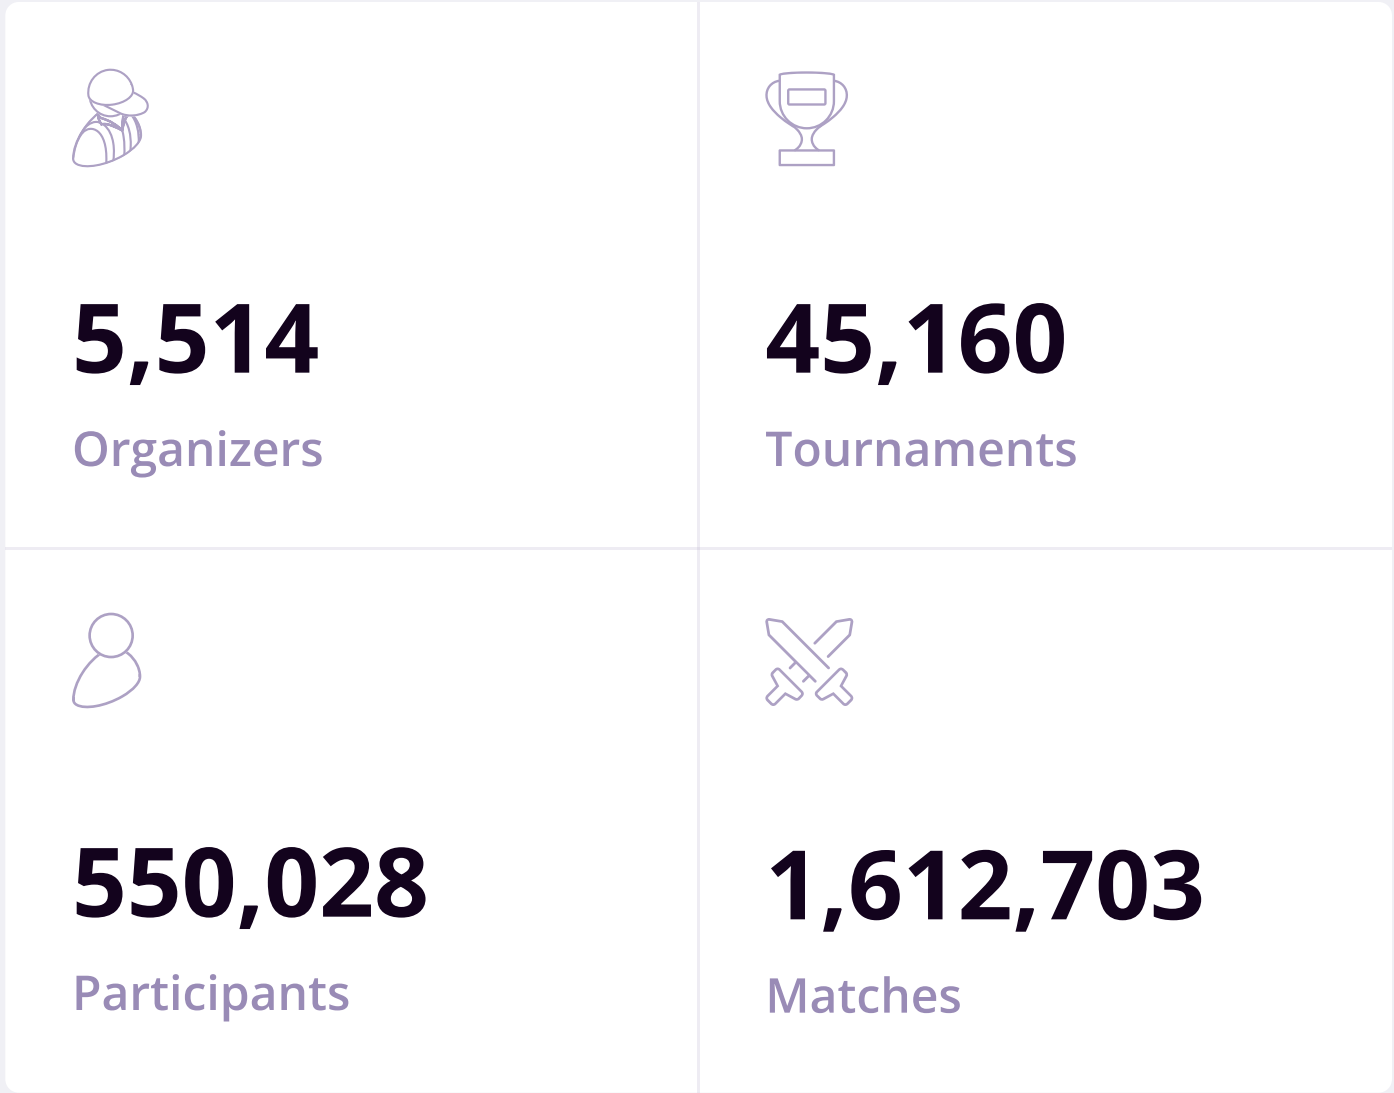 5,514
Organizers
45,160
Tournaments
550,028
Participants
1,612,703
Matches